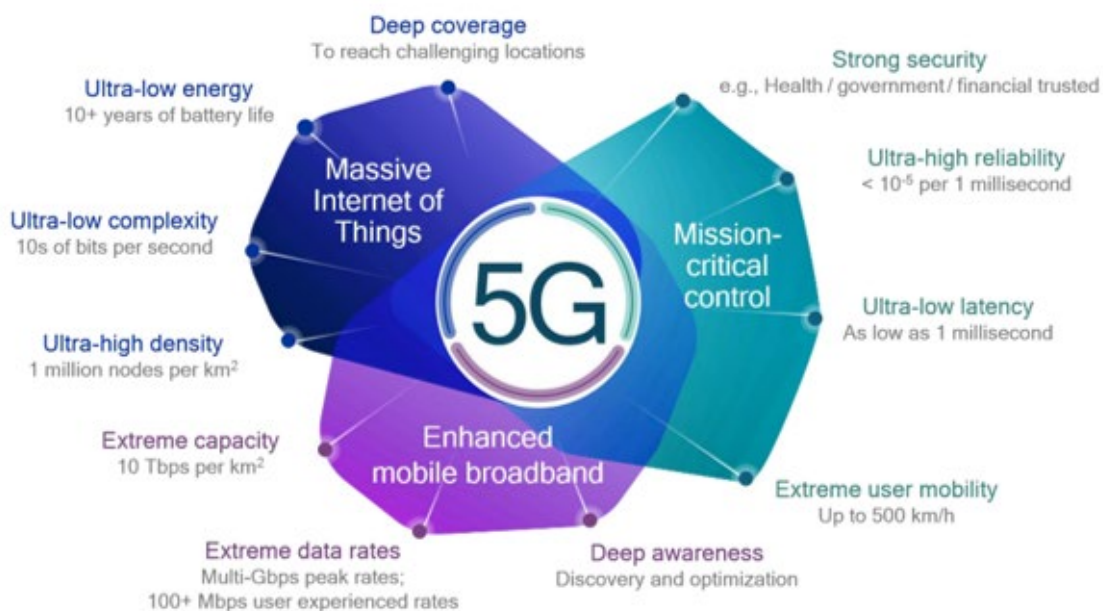 Deep coverage
To reach challenging locations
Strong security
e.g., Health / government / financial trusted
Ultra-low energy
10+ years of battery life
Massive
Internet of
Things
Ultra-high reliability
< 10⁻⁵ per 1 millisecond
Ultra-low complexity
10s of bits per second
5G
Mission-
critical
control
Ultra-low latency
As low as 1 millisecond
Ultra-high density
1 million nodes per km²
Extreme capacity
10 Tbps per km²
Enhanced
mobile broadband
Extreme user mobility
Up to 500 km/h
Extreme data rates
Multi-Gbps peak rates;
100+ Mbps user experienced rates
Deep awareness
Discovery and optimization